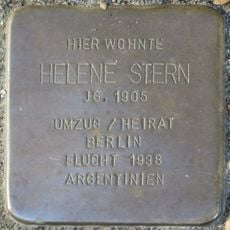 HIER WOHNTE
HELENE STERN
JG. 1905
UMZUG / HEIRAT
BERLIN
FLUCHT 1938
ARGENTINIEN